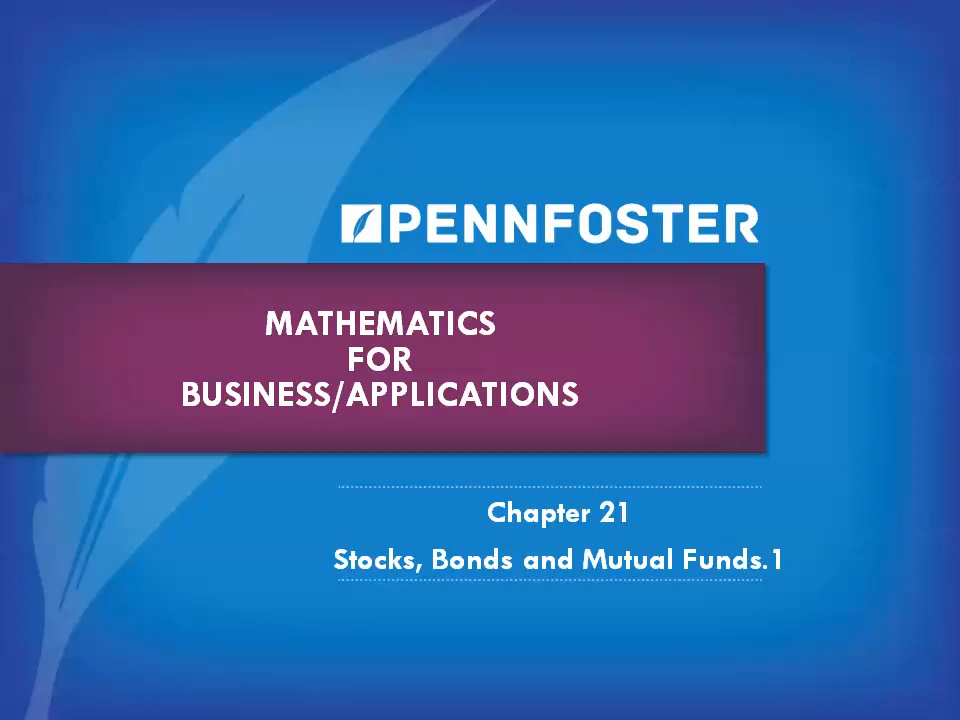 PENNFOSTER
MATHEMATICS
FOR
BUSINESS/APPLICATIONS
Chapter 21
Stocks, Bonds and Mutual Funds.1